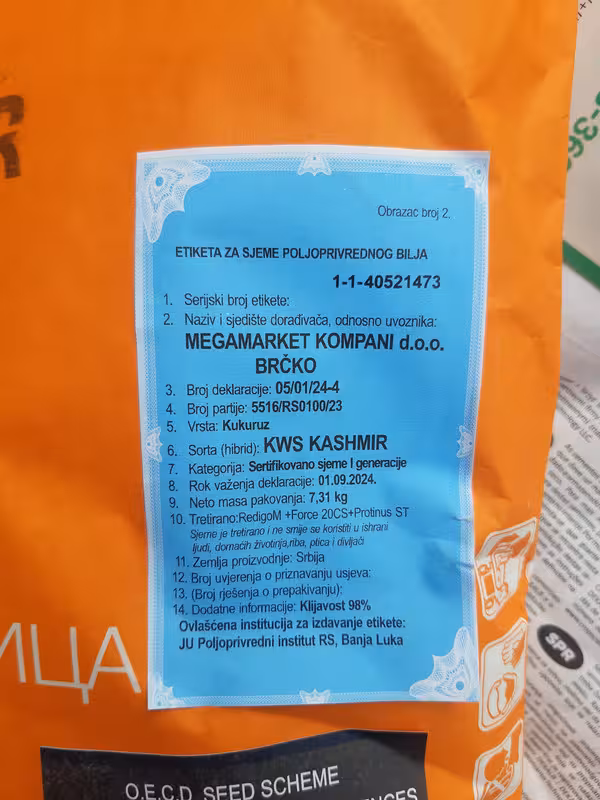 Obrazac broj 2.
ETIKETA ZA SJEME POLJOPRIVREDNOG BILJA
1-1-40521473
1. Serijski broj etikete:
2. Naziv i sjedište dorađivača, odnosno uvoznika:
MEGAMARKET KOMPANI d.o.o.
BRČKO
3. Broj deklaracije: 05/01/24-4
4. Broj partije: 5516/RS0100/23
5. Vrsta: Kukuruz
6. Sorta (hibrid): KWS KASHMIR
7. Kategorija: Sertifikovano sjeme I generacije
8. Rok važenja deklaracije: 01.09.2024.
9. Neto masa pakovanja: 7,31 kg
10. Tretirano:RedigoM +Force 20CS+Protinus ST
Sjeme je tretirano i ne smije se koristiti u ishrani
ljudi, domaćih životinja,riba, ptica i divljači
11. Zemlja proizvodnje: Srbija
12. Broj uvjerenja o priznavanju usjeva:
13. (Broj rješenja o prepakivanju):
14. Dodatne informacije: Klijavost 98%
Ovlašćena institucija za izdavanje etikete:
JU Poljoprivredni institut RS, Banja Luka
ИЦА
SPR
O.E.C.D. SEED SCHEME